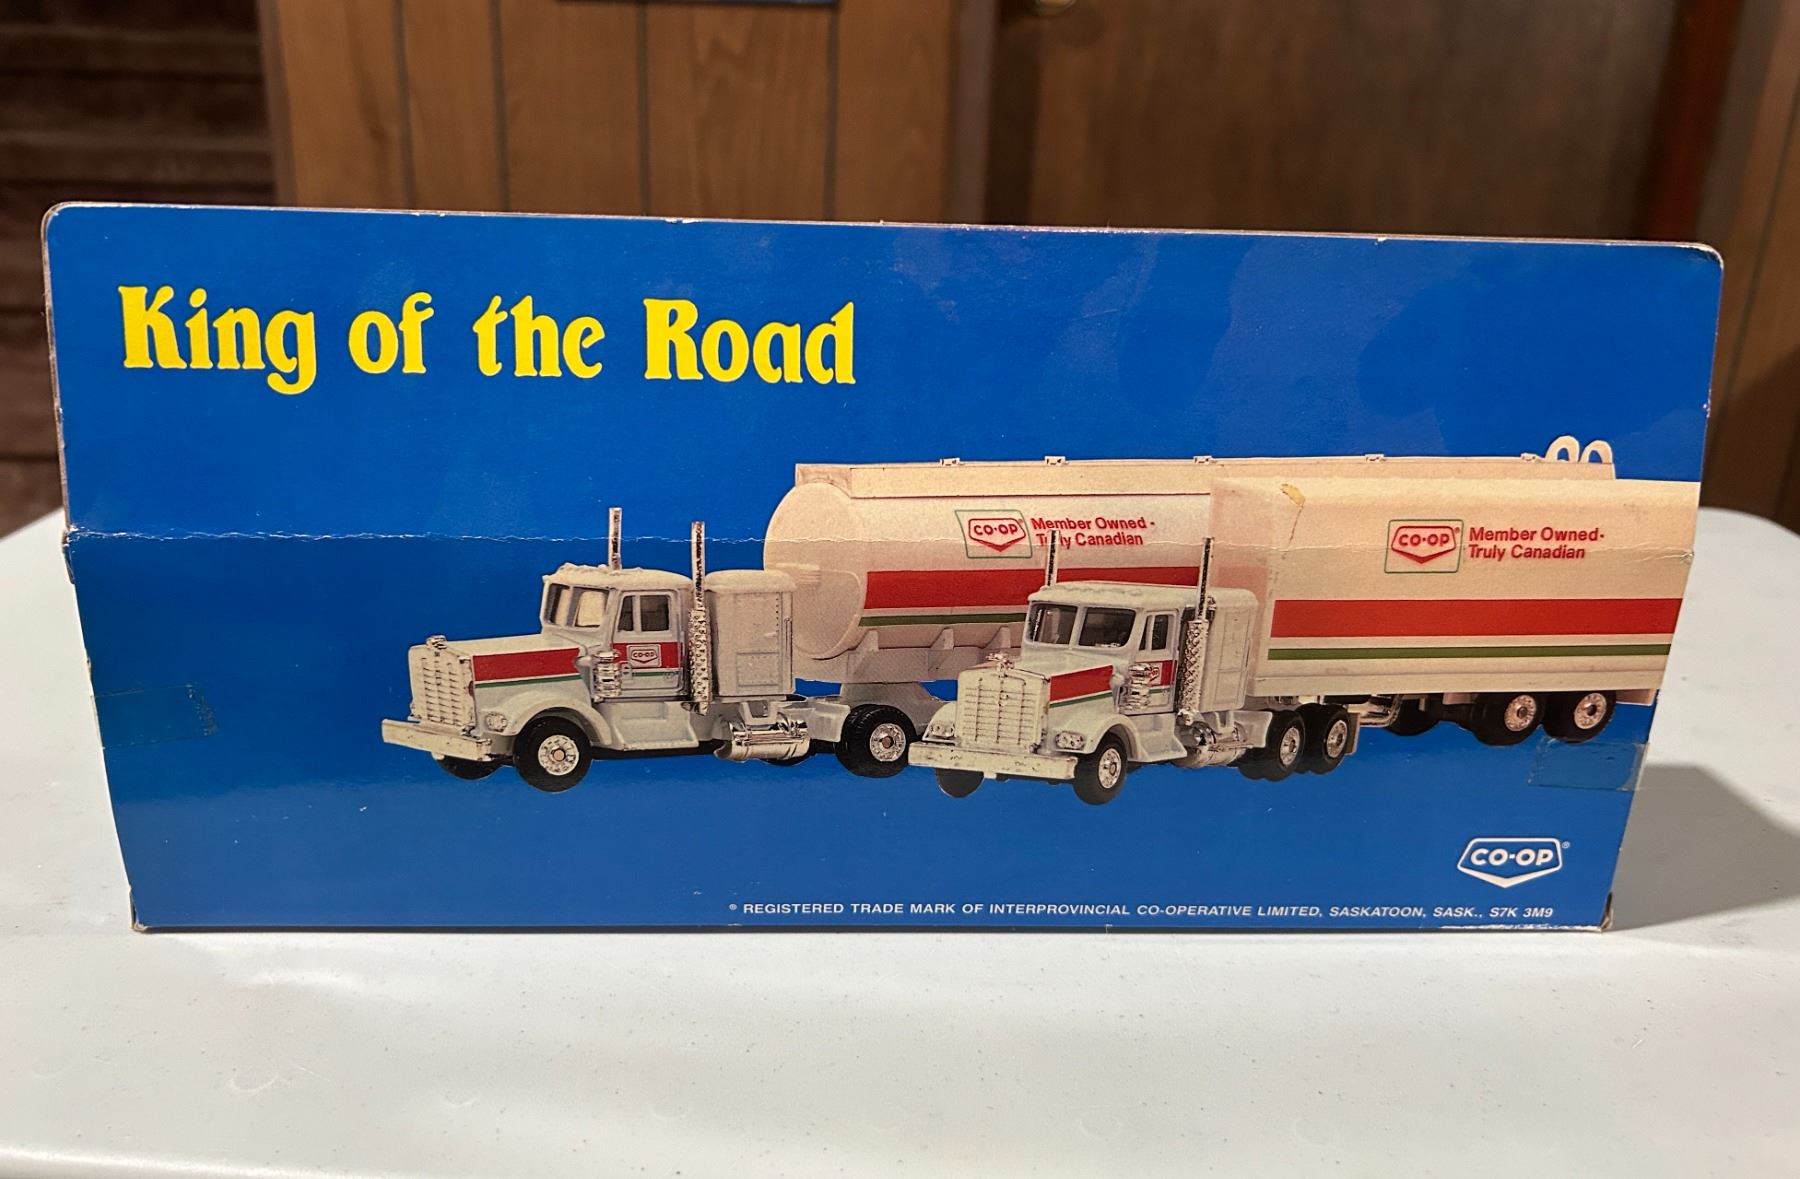 King of the Road
CO-OP® Member Owned -
Truly Canadian
CO-OP® Member Owned -
Truly Canadian
CO-OP
CO-OP®
® REGISTERED TRADE MARK OF INTERPROVINCIAL CO-OPERATIVE LIMITED, SASKATOON, SASK., S7K 3M9